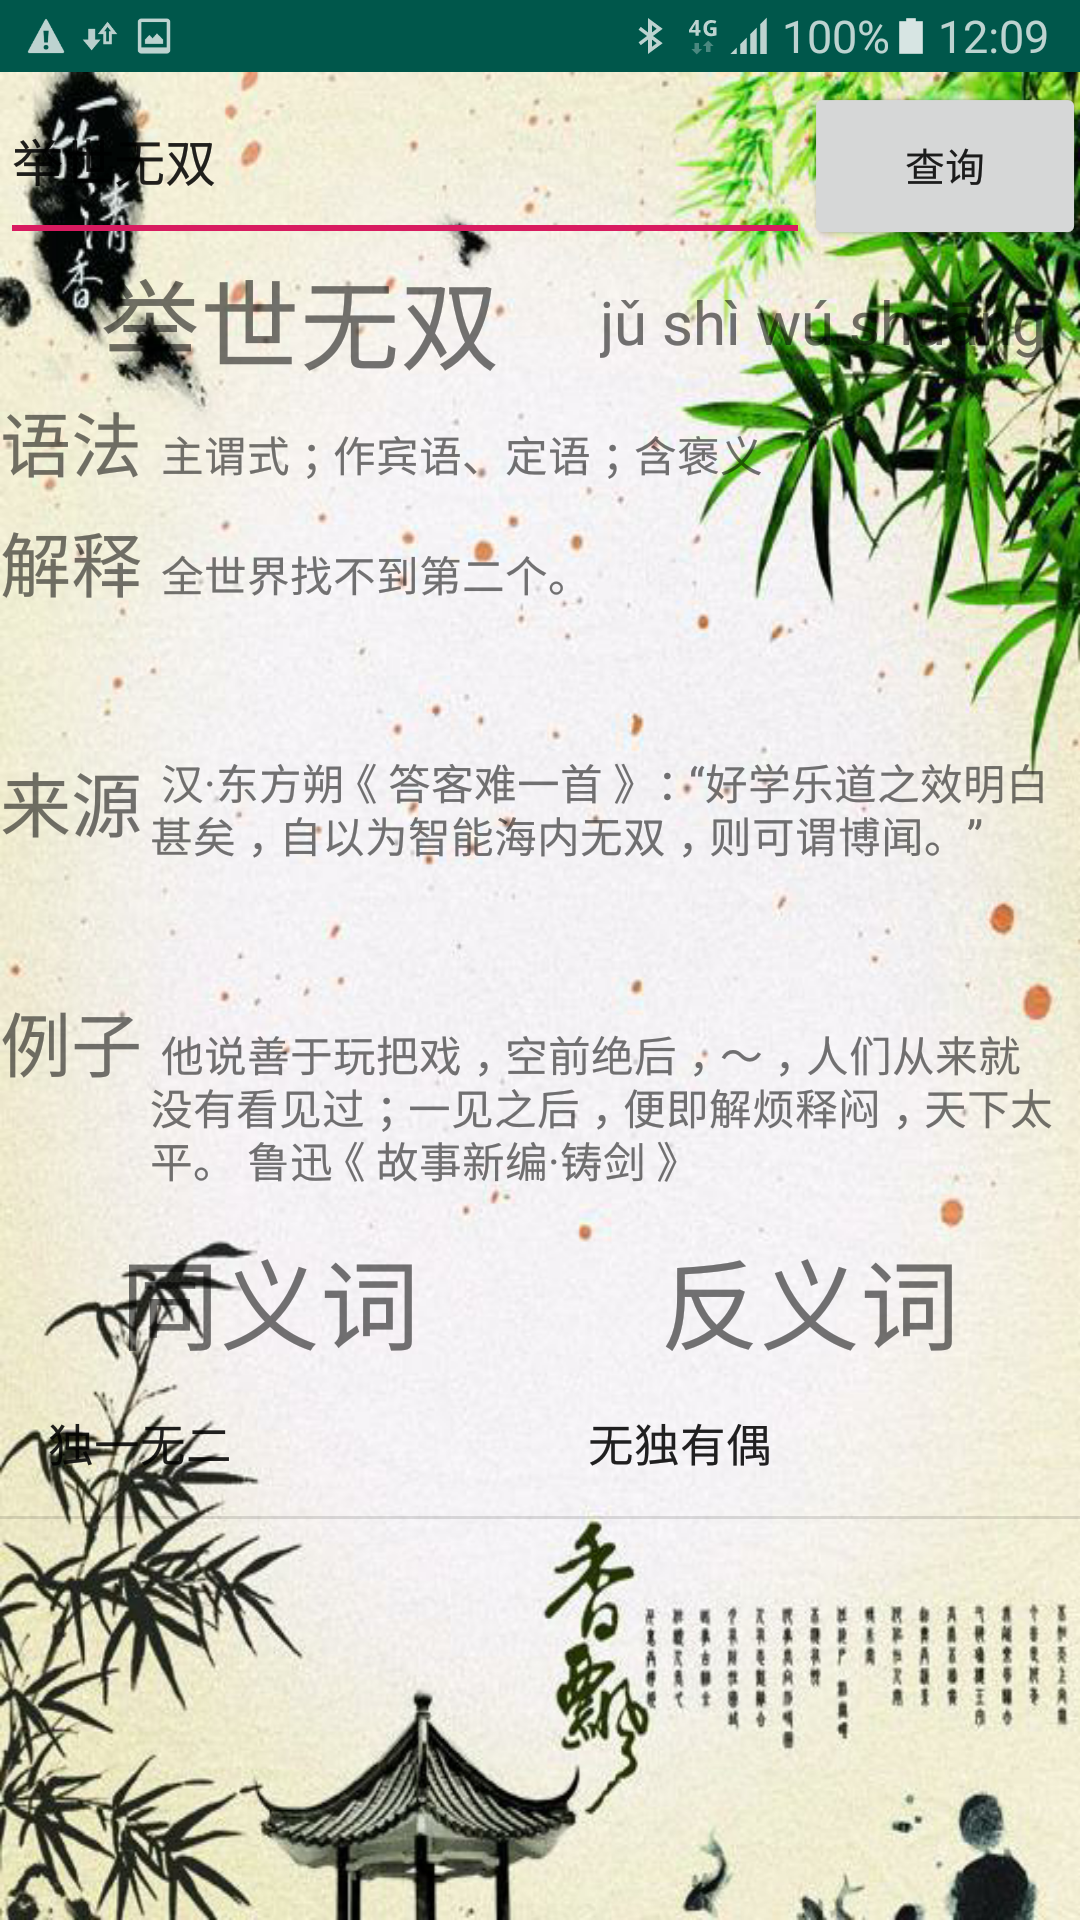 4G 100% 12:09
一
竹
清
香
举世无双
查询
举世无双 jǔ shì wú shuāng
语法 主谓式；作宾语、定语；含褒义
解释 全世界找不到第二个。
来源 汉·东方朔《答客难一首》：“好学乐道之效明白
甚矣，自以为智能海内无双，则可谓博闻。”
例子 他说善于玩把戏，空前绝后，～，人们从来就
没有看见过；一见之后，便即解烦释闷，天下太
平。 鲁迅《故事新编·铸剑》
同义词 反义词
独一无二 无独有偶
香
飘